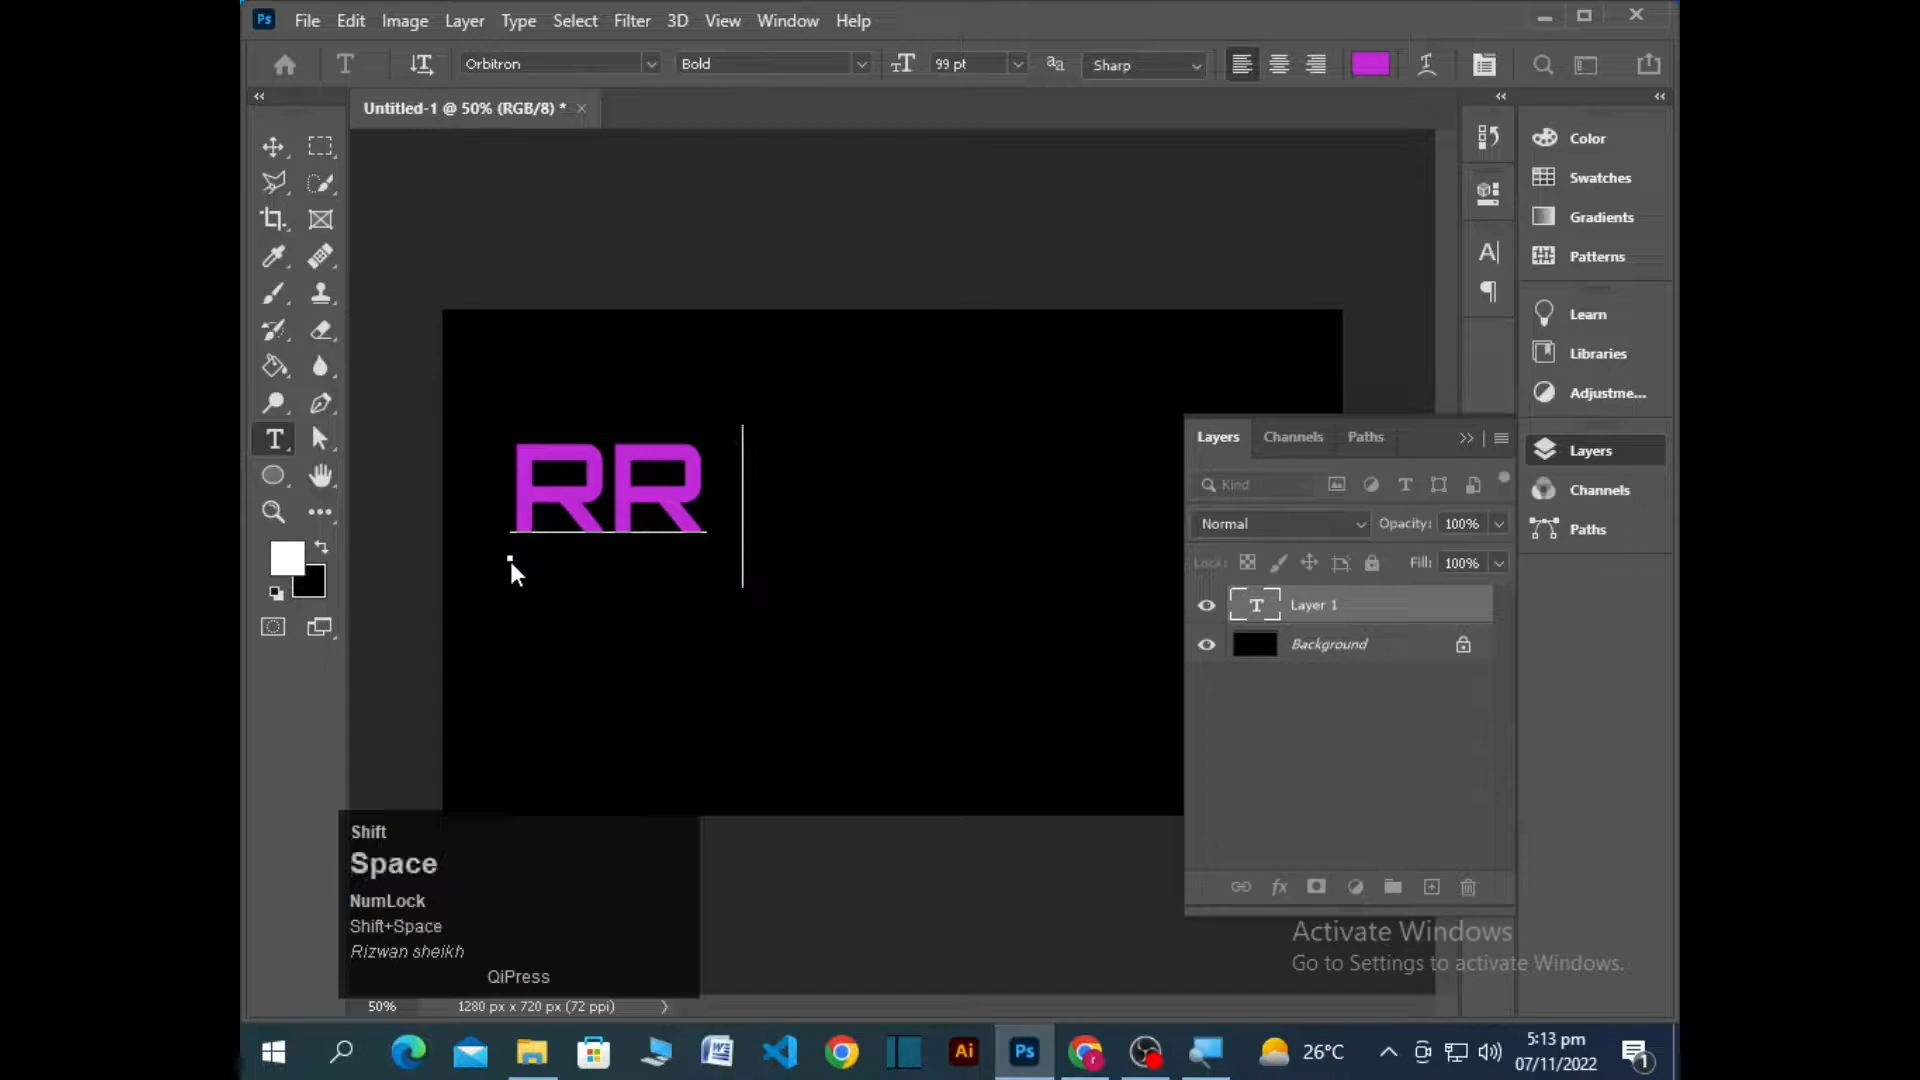 Ps File Edit Image Layer Type Select Filter 3D View Window Help
T Orbitron Bold 99 pt Sharp
Untitled-1 @ 50% (RGB/8) *
Color
Swatches
Gradients
Patterns
Learn
Libraries
Adjustme...
Layers
Channels
Paths
RR
Layers Channels Paths
Kind
Normal Opacity: 100%
Lock: Fill: 100%
T Layer 1
Background
fx
Shift
Space
NumLock
Shift+Space
Rizwan sheikh
QiPress
Activate Windows
Go to Settings to activate Windows.
50% 1280 px x 720 px (72 ppi)
Ai Ps 26°C 5:13 pm
07/11/2022 1